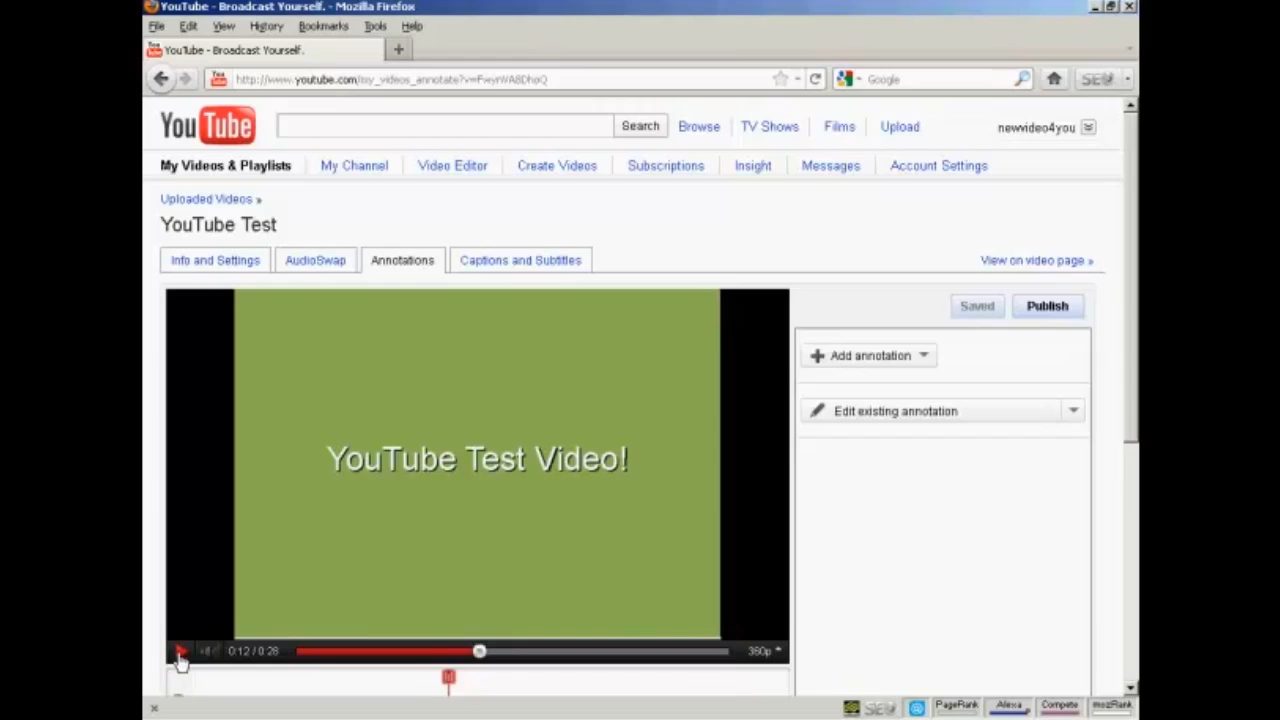 YouTube - Broadcast Yourself. - Mozilla Firefox
File Edit View History Bookmarks Tools Help
YouTube - Broadcast Yourself.
Google
YouTube
Search Browse TV Shows Films Upload newvideo4you
My Videos & Playlists My Channel Video Editor Create Videos Subscriptions Insight Messages Account Settings
Uploaded Videos »
YouTube Test
Info and Settings AudioSwap Annotations Captions and Subtitles View on video page »
Saved Publish
Add annotation
Edit existing annotation
YouTube Test Video!
0:12 / 0:28 360p
SEO PageRank Alexa Compete mozRank